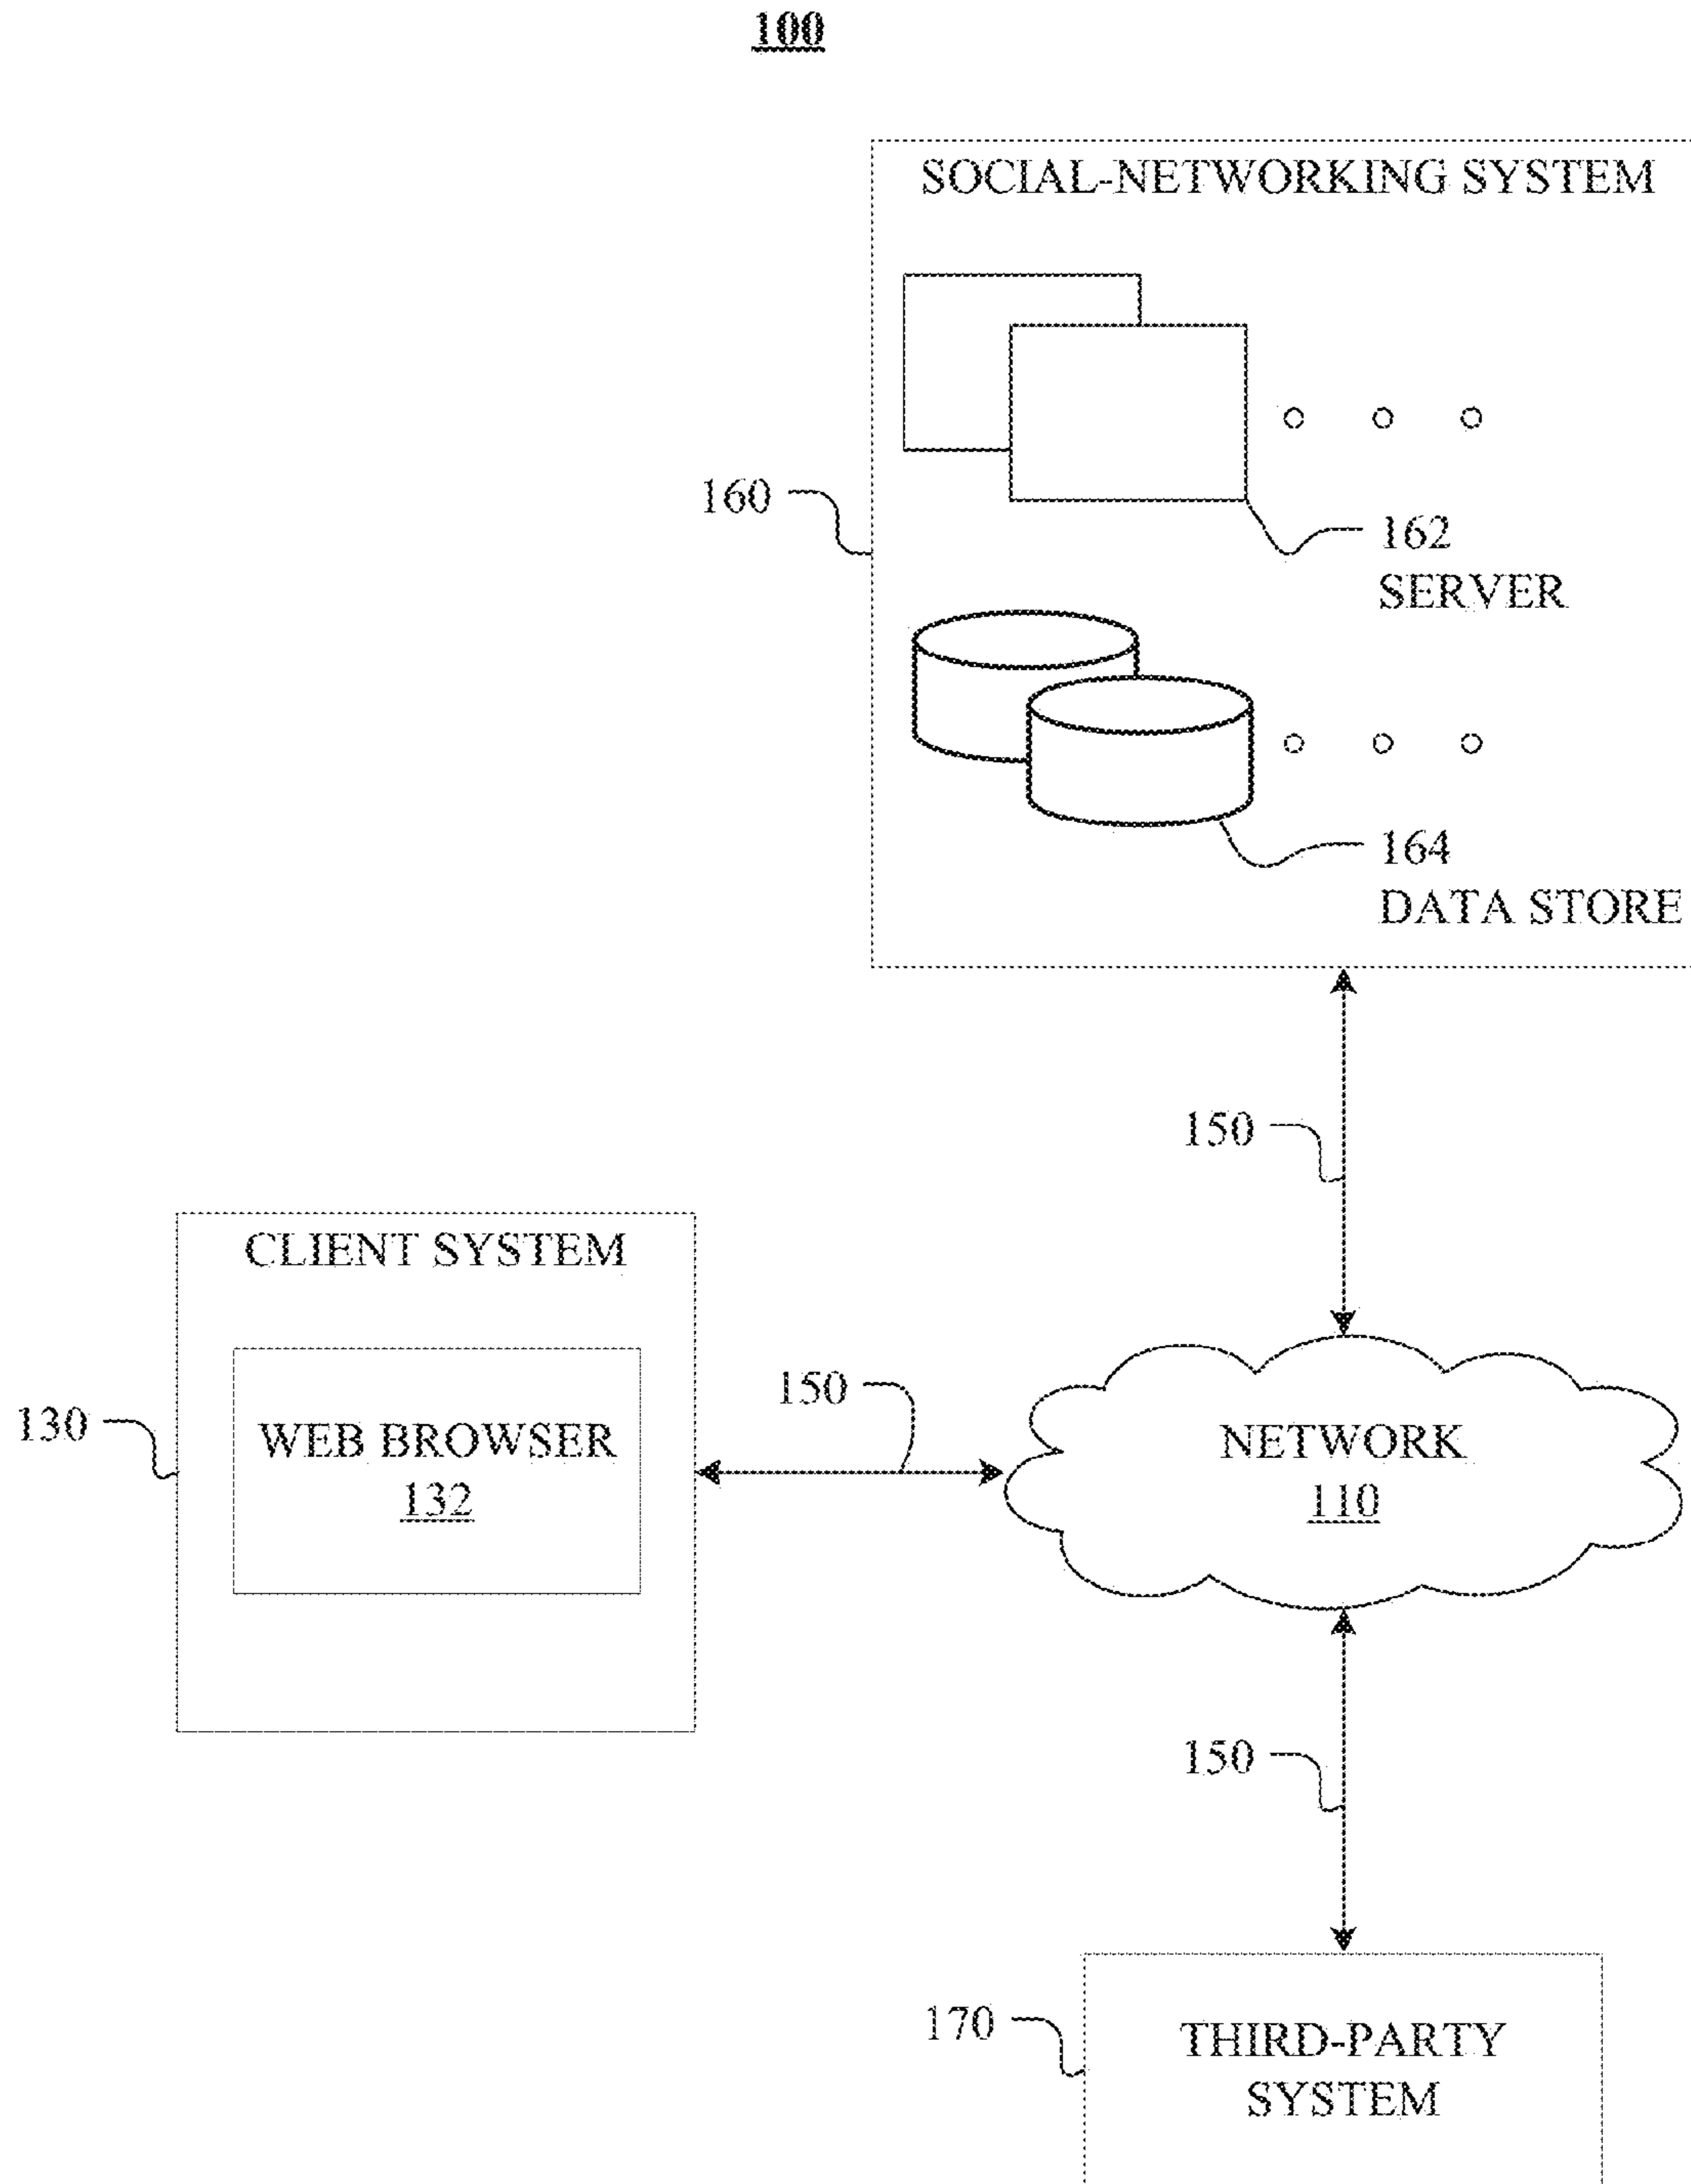 100
SOCIAL-NETWORKING SYSTEM
160
162
SERVER
164
DATA STORE
150
CLIENT SYSTEM
130
WEB BROWSER
132
150
NETWORK
110
150
170
THIRD-PARTY
SYSTEM